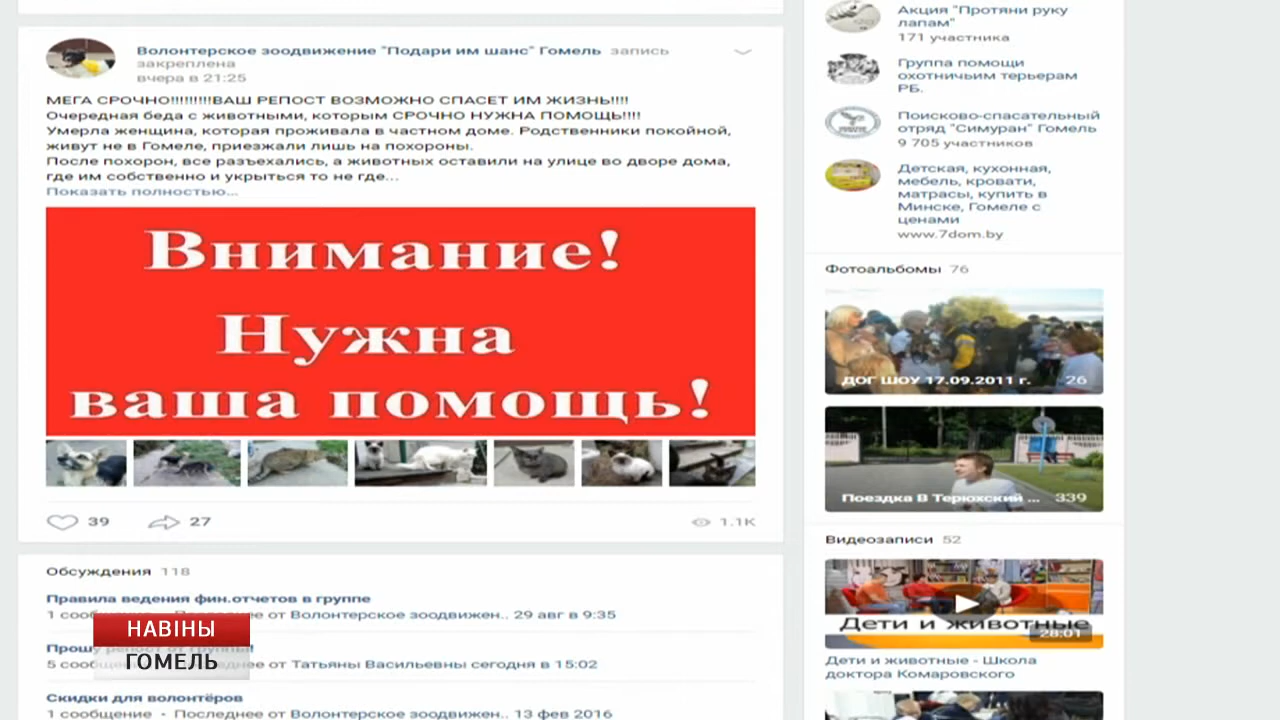 Волонтерское зоодвижение "Подари им шанс" Гомель запись
закреплена
вчера в 21:25
МЕГА СРОЧНО!!!!!!!!!ВАШ РЕПОСТ ВОЗМОЖНО СПАСЕТ ИМ ЖИЗНЬ!!!!
Очередная беда с животными, которым СРОЧНО НУЖНА ПОМОЩЬ!!!!
Умерла женщина, которая проживала в частном доме. Родственники покойной,
живут не в Гомеле, приезжали лишь на похороны.
После похорон, все разъехались, а животных оставили на улице во дворе дома,
где им собственно и укрыться то не где...
Показать полностью...
Внимание!
Нужна
ваша помощь!
39 27 1.1K
Обсуждения 118
Правила ведения фин.отчетов в группе
1 Последнее от Волонтерское зоодвижен.. 29 авг в 9:35
Прошу
5 от Татьяны Васильевны сегодня в 15:02
Скидки для волонтёров
1 сообщение - Последнее от Волонтерское зоодвижен.. 13 фев 2016
НАВІНЫ
ГОМЕЛЬ
Акция "Протяни руку
лапам"
171 участника
Группа помощи
охотничьим терьерам
РБ.
Поисково-спасательный
отряд "Симуран" Гомель
9 705 участников
Детская, кухонная,
мебель, кровати,
матрасы, купить в
Минске, Гомеле с
ценами
www.7dom.by
Фотоальбомы 76
ДОГ ШОУ 17.09.2011 г. 26
Поездка В Терюхский ... 339
Видеозаписи 52
Дети и животные
28:01
Дети и животные - Школа
доктора Комаровского